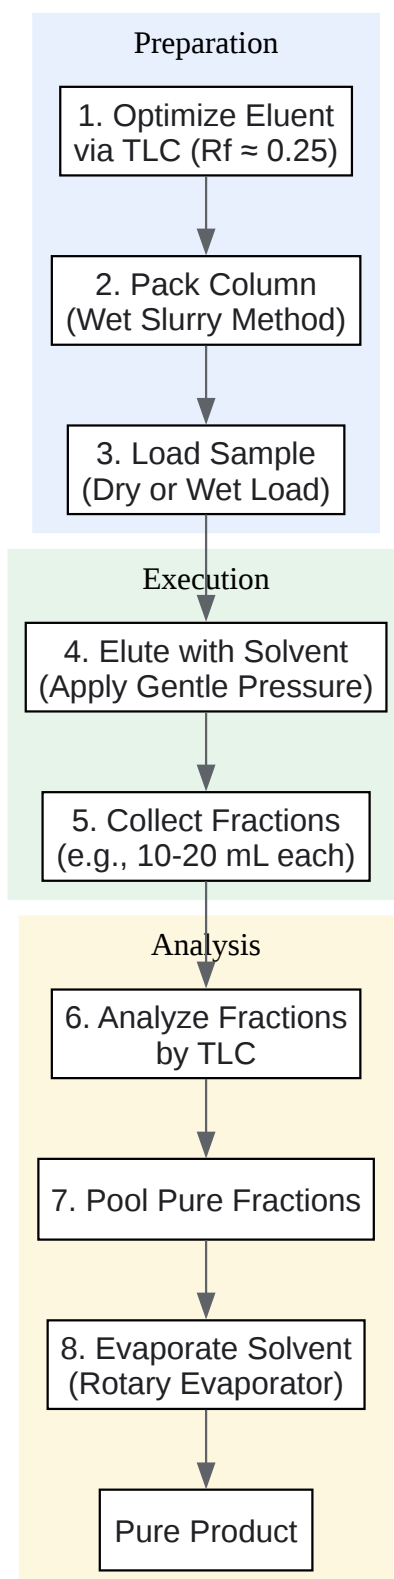 Preparation
1. Optimize Eluent
via TLC (Rf ≈ 0.25)
2. Pack Column
(Wet Slurry Method)
3. Load Sample
(Dry or Wet Load)
Execution
4. Elute with Solvent
(Apply Gentle Pressure)
5. Collect Fractions
(e.g., 10-20 mL each)
Analysis
6. Analyze Fractions
by TLC
7. Pool Pure Fractions
8. Evaporate Solvent
(Rotary Evaporator)
Pure Product